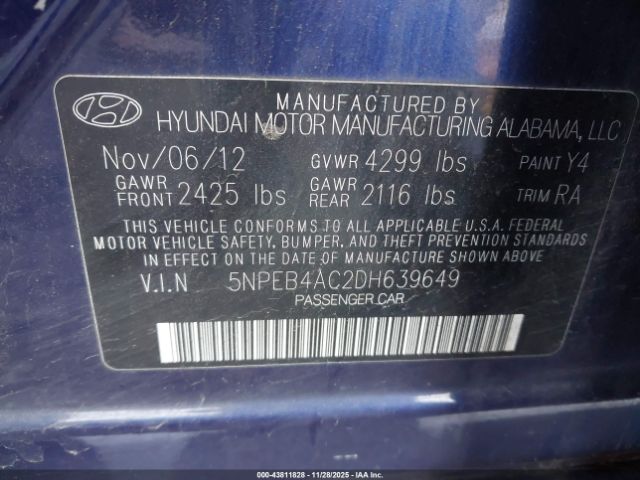 MANUFACTURED BY
HYUNDAI MOTOR MANUFACTURING ALABAMA, LLC
Nov/06/12 GVWR 4299 lbs PAINT Y4
GAWR FRONT 2425 lbs GAWR REAR 2116 lbs TRIM RA
THIS VEHICLE CONFORMS TO ALL APPLICABLE U.S.A. FEDERAL
MOTOR VEHICLE SAFETY, BUMPER, AND THEFT PREVENTION STANDARDS
IN EFFECT ON THE DATE OF MANUFACTURE SHOWN ABOVE.
V.I.N 5NPEB4AC2DH639649
PASSENGER CAR
000-43811828 - 11/28/2025 - IAAI.COM